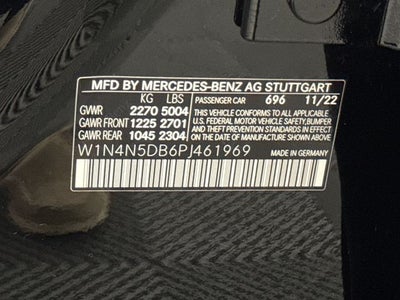 MFD BY MERCEDES-BENZ AG STUTTGART
KG LBS PASSENGER CAR 696 11/22
GVWR 2270 5004 THIS VEHICLE CONFORMS TO ALL APPLICABLE
GAWR FRONT 1225 2701 U.S. FEDERAL MOTOR VEHICLE SAFETY, BUMPER
GAWR REAR 1045 2304 AND THEFT PREVENTION STANDARDS IN EFFECT ON THE DATE OF MANUFACTURE SHOWN ABOVE.
W1N4N5DB6PJ461969 MADE IN GERMANY